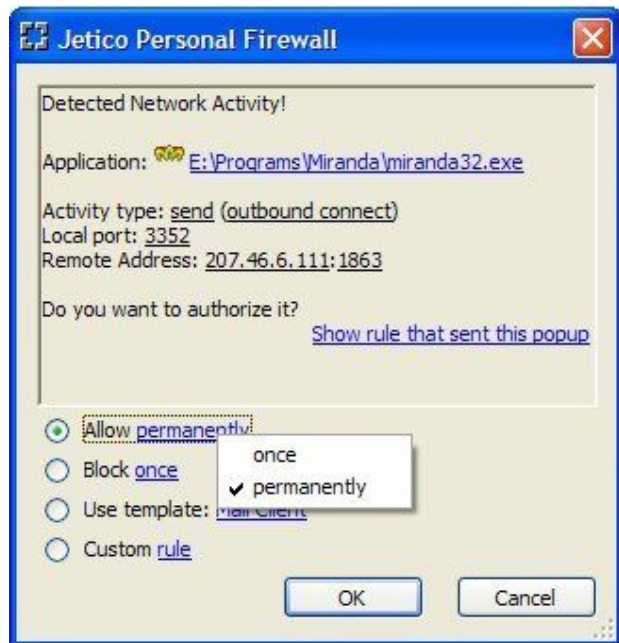 Jetico Personal Firewall
Detected Network Activity!
Application: E:\Programs\Miranda\miranda32.exe
Activity type: send (outbound connect)
Local port: 3352
Remote Address: 207.46.6.111:1863
Do you want to authorize it?
Show rule that sent this popup
Allow permanently
once
Block once
permanently
Use template: Mail Client
Custom rule
OK Cancel